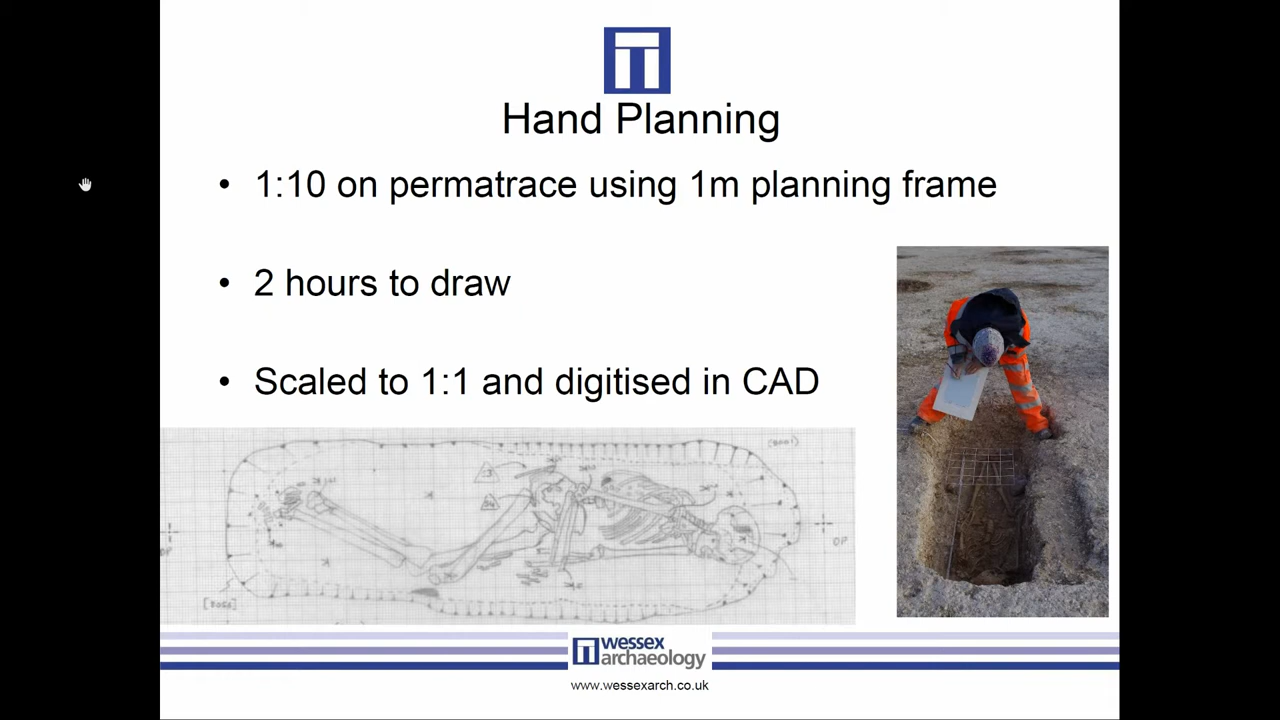 Hand Planning
• 1:10 on permatrace using 1m planning frame
• 2 hours to draw
• Scaled to 1:1 and digitised in CAD
wessex
archaeology
www.wessexarch.co.uk